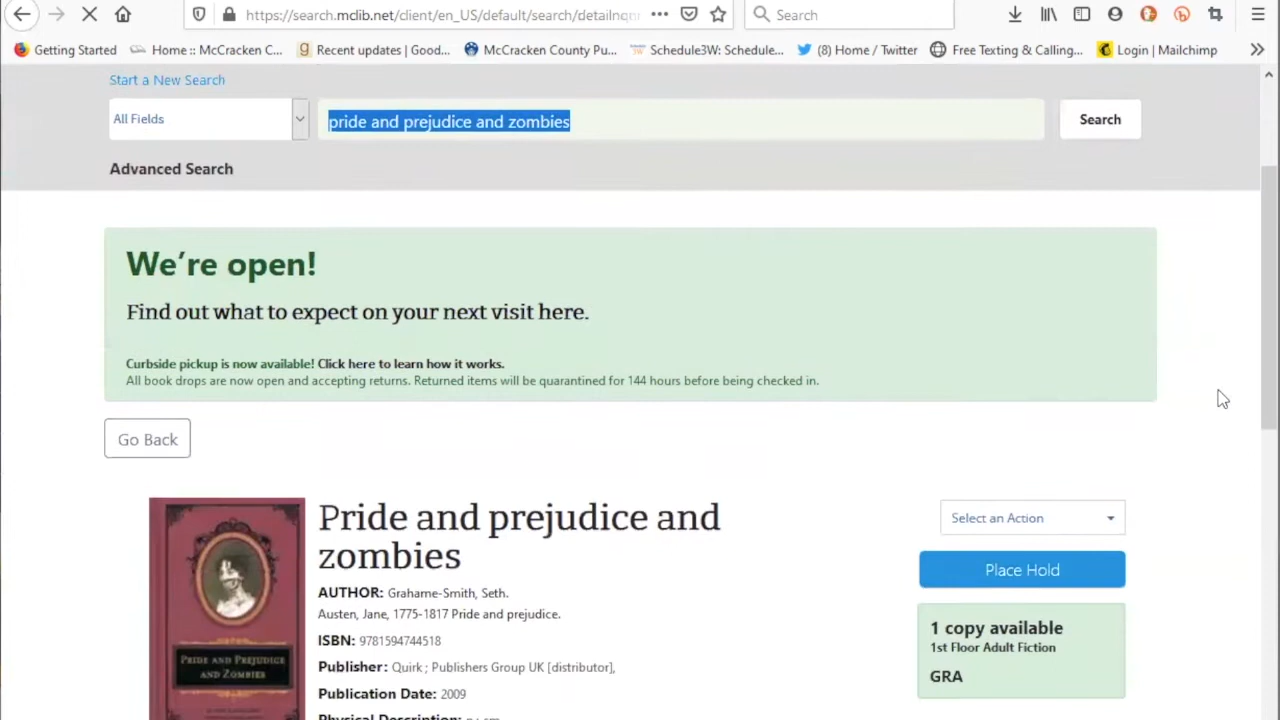 https://search.mclib.net/client/en_US/default/search/detailnonm
Search
Getting Started
Home :: McCracken C...
Recent updates | Good...
McCracken County Pu...
Schedule3W: Schedule...
(8) Home / Twitter
Free Texting & Calling...
Login | Mailchimp
Start a New Search
All Fields
pride and prejudice and zombies
Search
Advanced Search
We're open!
Find out what to expect on your next visit here.
Curbside pickup is now available! Click here to learn how it works.
All book drops are now open and accepting returns. Returned items will be quarantined for 144 hours before being checked in.
Go Back
PRIDE AND PREJUDICE
AND ZOMBIES
Pride and prejudice and
zombies
AUTHOR: Grahame-Smith, Seth.
Austen, Jane, 1775-1817 Pride and prejudice.
ISBN: 9781594744518
Publisher: Quirk ; Publishers Group UK [distributor],
Publication Date: 2009
Physical Description:
Select an Action
Place Hold
1 copy available
1st Floor Adult Fiction
GRA